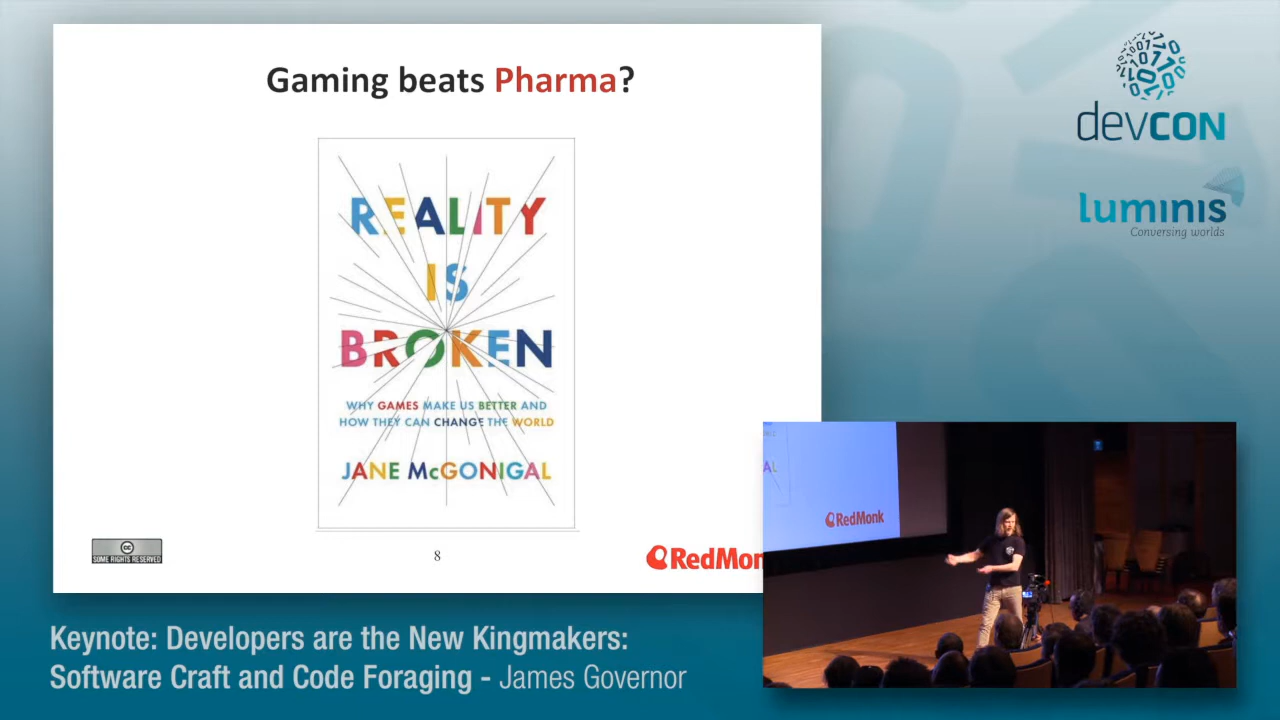 Gaming beats Pharma?
REALITY
IS
BROKEN
WHY GAMES MAKE US BETTER AND
HOW THEY CAN CHANGE THE WORLD
JANE McGONIGAL
CC
SOME RIGHTS RESERVED
8
RedMon
devcon
luminis
Conversing worlds
AL
RedMonk
Keynote: Developers are the New Kingmakers:
Software Craft and Code Foraging - James Governor